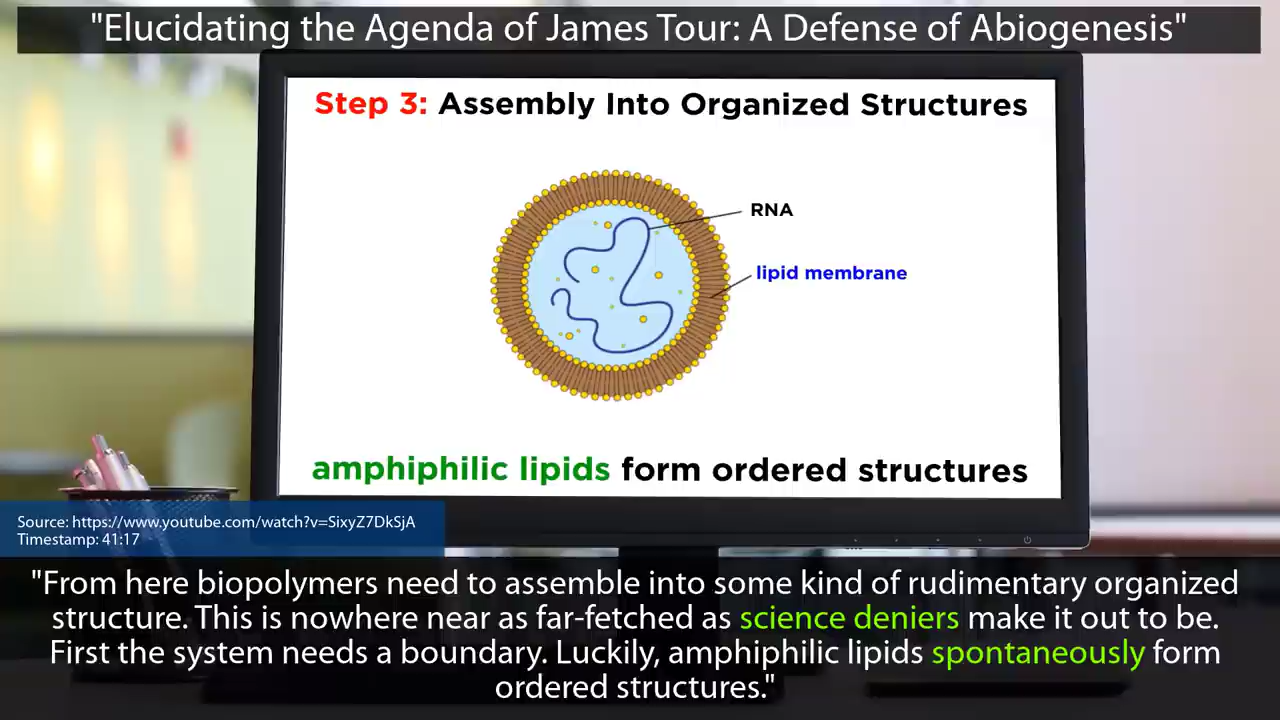 "Elucidating the Agenda of James Tour: A Defense of Abiogenesis"
Step 3: Assembly Into Organized Structures
RNA
lipid membrane
amphiphilic lipids form ordered structures
Source: https://www.youtube.com/watch?v=SixyZ7DkSjA
Timestamp: 41:17
"From here biopolymers need to assemble into some kind of rudimentary organized
structure. This is nowhere near as far-fetched as science deniers make it out to be.
First the system needs a boundary. Luckily, amphiphilic lipids spontaneously form
ordered structures."